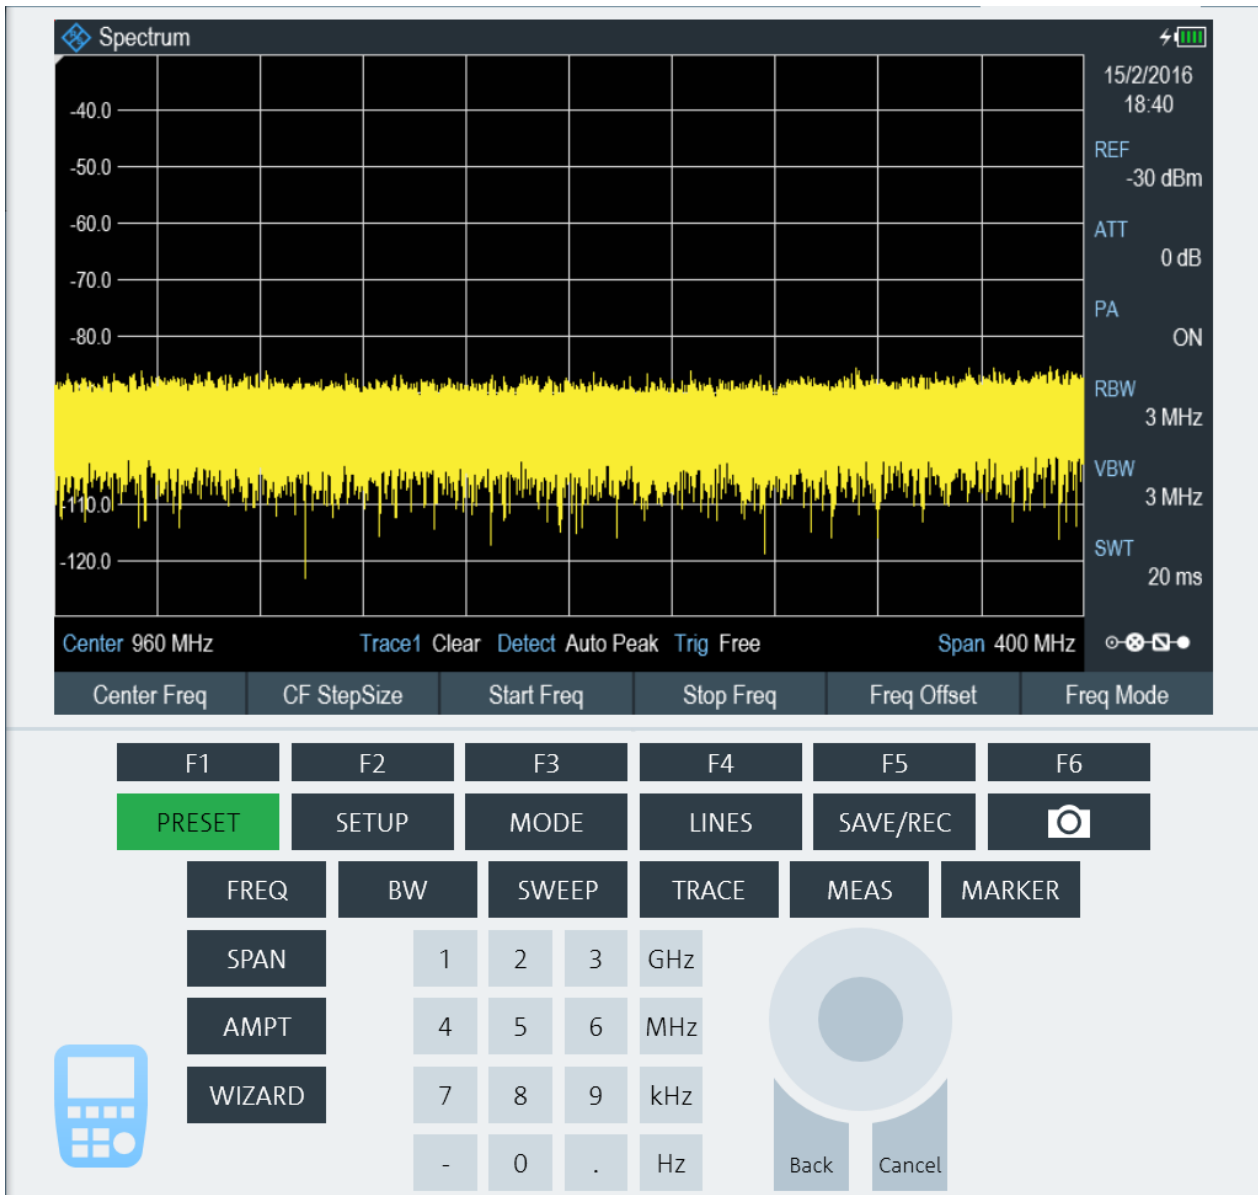 Spectrum
15/2/2016
18:40
-40.0
-50.0
-60.0
-70.0
-80.0
-110.0
-120.0
REF
-30 dBm
ATT
0 dB
PA
ON
RBW
3 MHz
VBW
3 MHz
SWT
20 ms
Center 960 MHz Trace1 Clear Detect Auto Peak Trig Free Span 400 MHz
Center Freq CF StepSize Start Freq Stop Freq Freq Offset Freq Mode
F1 F2 F3 F4 F5 F6
PRESET SETUP MODE LINES SAVE/REC
FREQ BW SWEEP TRACE MEAS MARKER
SPAN 1 2 3 GHz
AMPT 4 5 6 MHz
WIZARD 7 8 9 kHz
- 0 . Hz Back Cancel